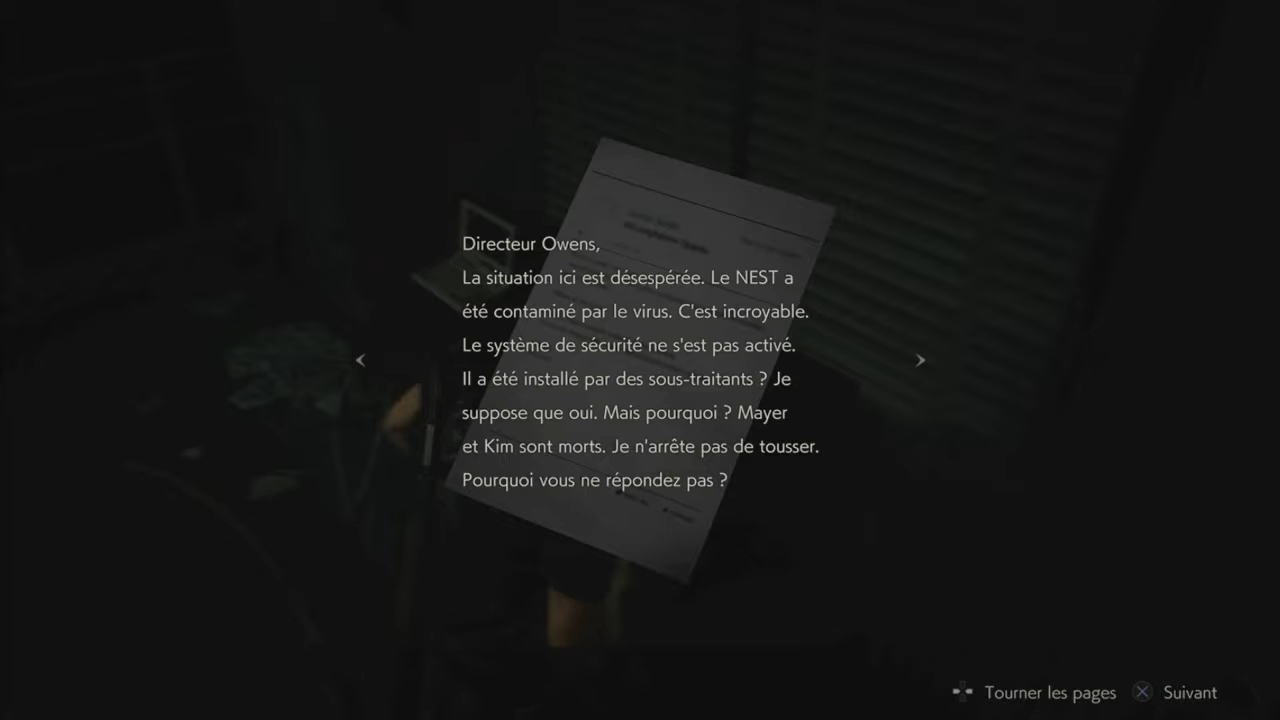 Directeur Owens,
La situation ici est désespérée. Le NEST a
été contaminé par le virus. C'est incroyable.
Le système de sécurité ne s'est pas activé.
Il a été installé par des sous-traitants ? Je
suppose que oui. Mais pourquoi ? Mayer
et Kim sont morts. Je n'arrête pas de tousser.
Pourquoi vous ne répondez pas ?
Tourner les pages
Suivant